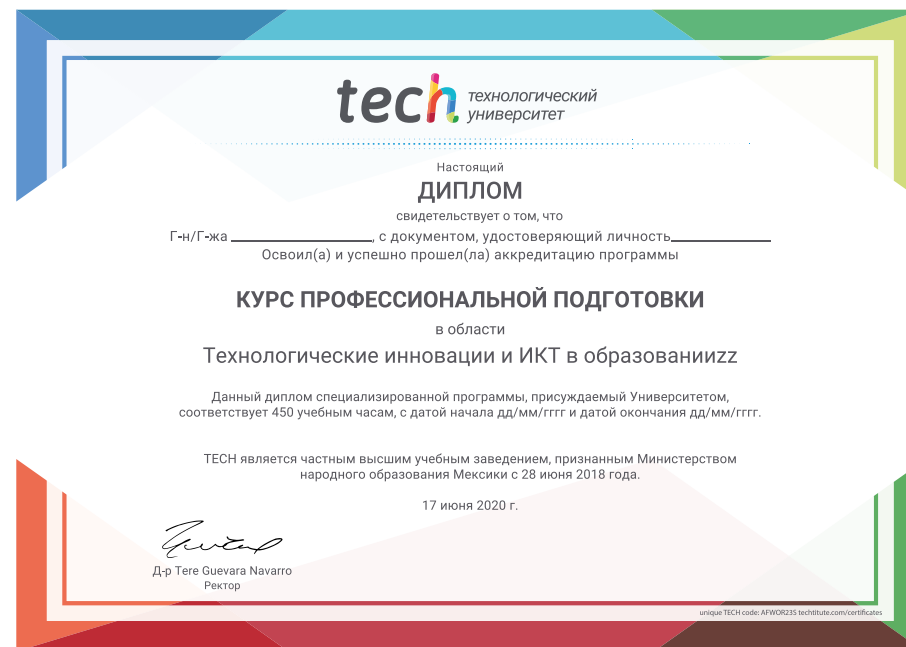 tech технологический
университет
Настоящий
ДИПЛОМ
свидетельствует о том, что
Г-н/Г-жа ____________________, с документом, удостоверяющий личность______________
Освоил(а) и успешно прошел(ла) аккредитацию программы
КУРС ПРОФЕССИОНАЛЬНОЙ ПОДГОТОВКИ
в области
Технологические инновации и ИКТ в образованииzz
Данный диплом специализированной программы, присуждаемый Университетом,
соответствует 450 учебным часам, с датой начала дд/мм/гггг и датой окончания дд/мм/гггг.
TECH является частным высшим учебным заведением, признанным Министерством
народного образования Мексики с 28 июня 2018 года.
17 июня 2020 г.
Д-р Tere Guevara Navarro
Ректор
unique TECH code: AFWOR235 techtitute.com/certificates